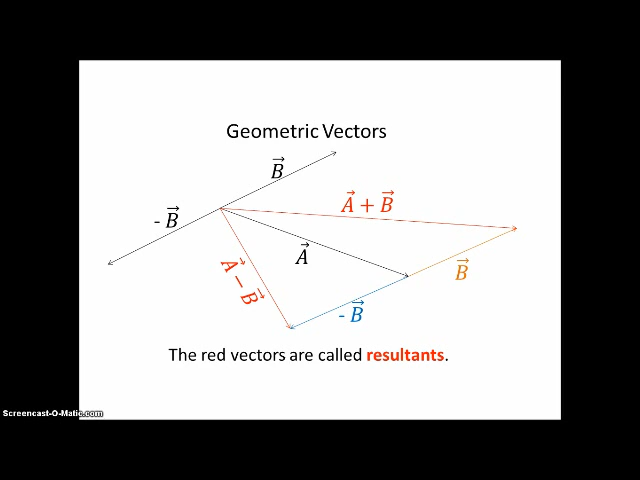 Geometric Vectors
B⃗
- B⃗
A⃗ + B⃗
A⃗
B⃗
A⃗ − B⃗
- B⃗
The red vectors are called resultants.
Screencast-O-Matic.com